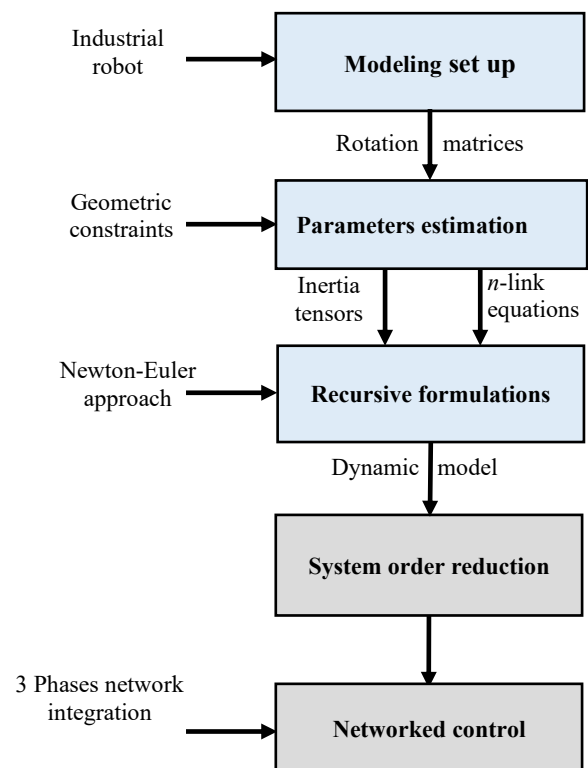 Industrial
robot
Modeling set up
Rotation matrices
Geometric
constraints
Parameters estimation
Inertia
tensors
n-link
equations
Newton-Euler
approach
Recursive formulations
Dynamic model
System order reduction
3 Phases network
integration
Networked control